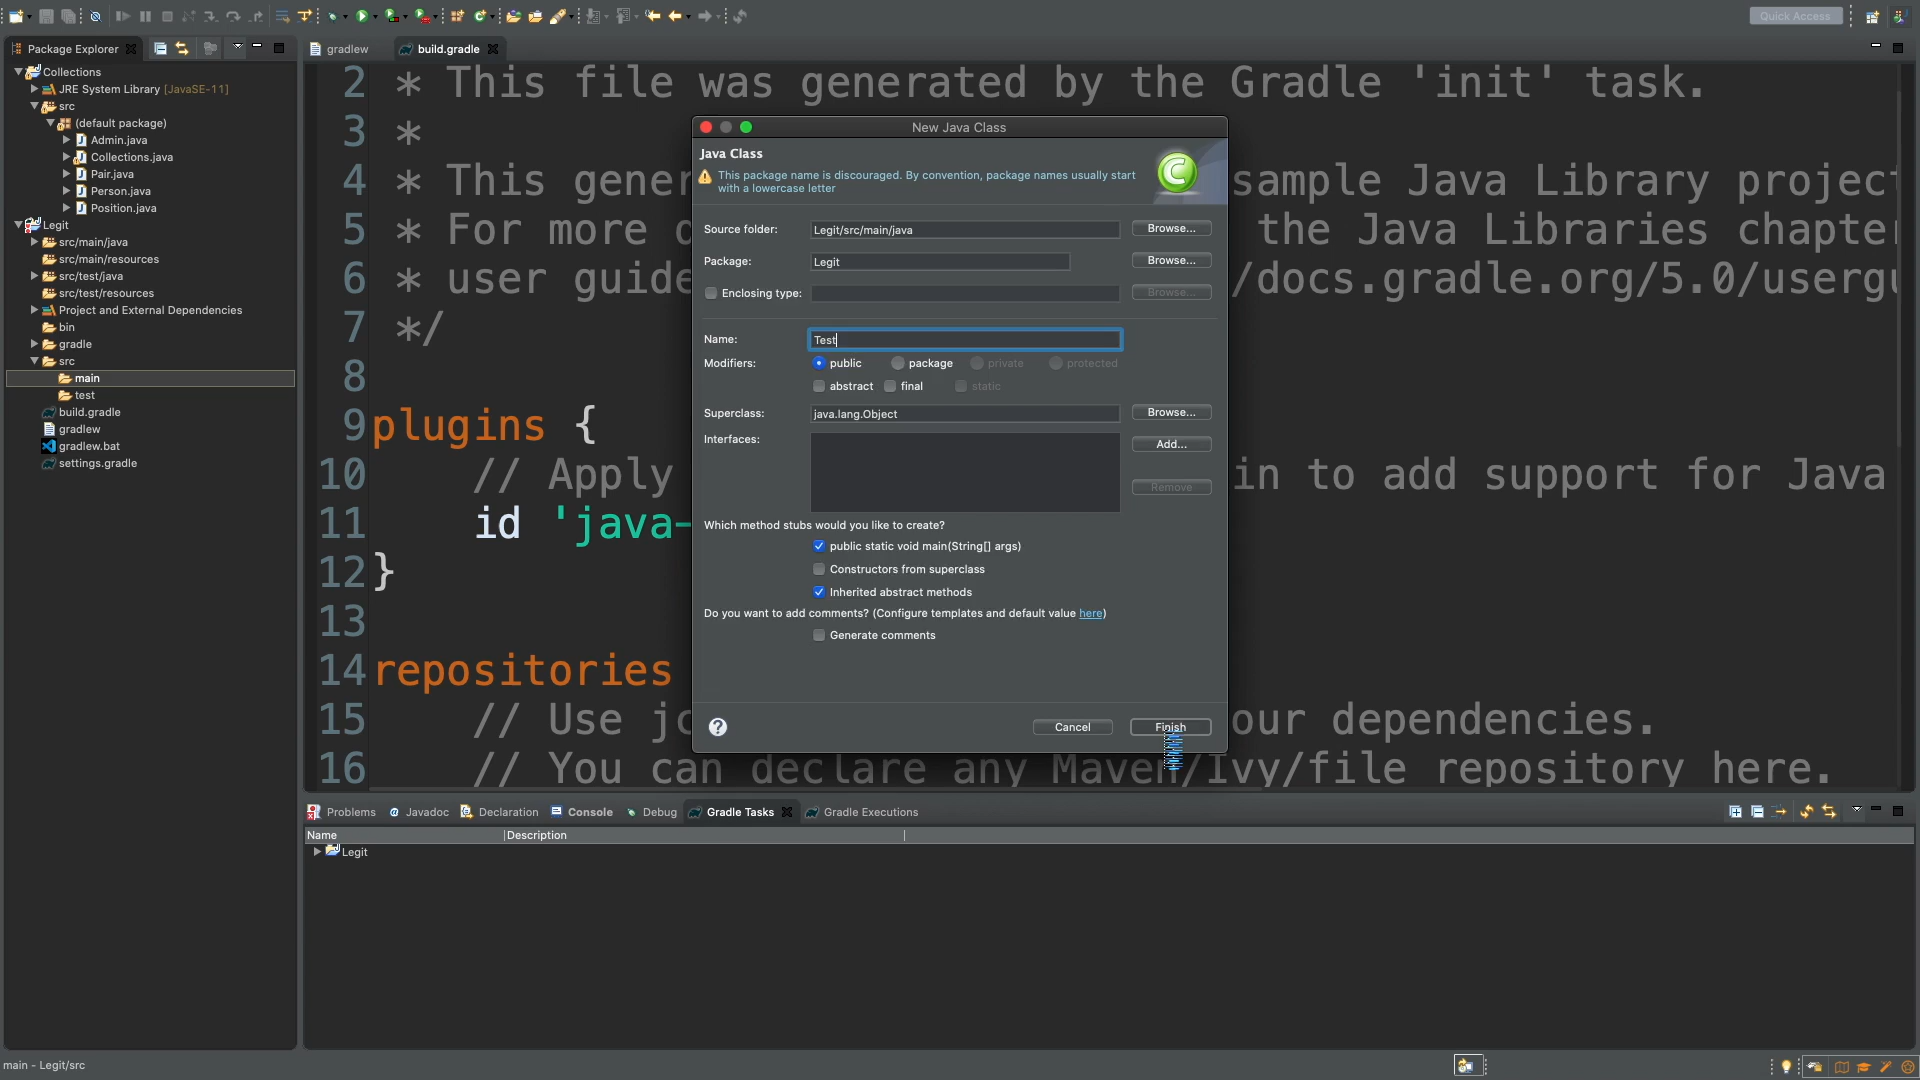 Quick Access
Package Explorer
gradlew
build.gradle
Collections
JRE System Library [JavaSE-11]
src
(default package)
Admin.java
Collections.java
Pair.java
Person.java
Position.java
Legit
src/main/java
src/main/resources
src/test/java
src/test/resources
Project and External Dependencies
bin
gradle
src
main
test
build.gradle
gradlew
gradlew.bat
settings.gradle
2 * This file was generated by the Gradle 'init' task.
3 *
4 * This gener sample Java Library project
5 * For more the Java Libraries chapter
6 * user guide /docs.gradle.org/5.0/usergu
7 */
8
9 plugins {
10 // Apply in to add support for Java
11 id 'java-
12 }
13
14 repositories
15 // Use jc our dependencies.
16 // You can declare any Maven/Ivy/file repository here.
New Java Class
Java Class
This package name is discouraged. By convention, package names usually start
with a lowercase letter
Source folder: Legit/src/main/java Browse...
Package: Legit Browse...
Enclosing type: Browse...
Name: Test
Modifiers: public package private protected
abstract final static
Superclass: java.lang.Object Browse...
Interfaces: Add...
Remove
Which method stubs would you like to create?
public static void main(String[] args)
Constructors from superclass
Inherited abstract methods
Do you want to add comments? (Configure templates and default value here)
Generate comments
? Cancel Finish
Problems @ Javadoc Declaration Console Debug Gradle Tasks Gradle Executions
Name Description
Legit
main - Legit/src